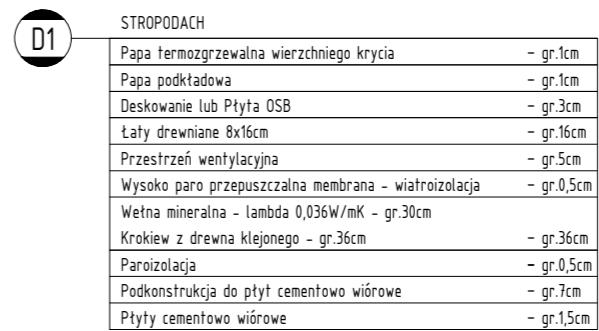 D1
STROPODACH
Papa termozgrzewalna wierzchniego krycia - gr.1cm
Papa podkładowa - gr.1cm
Deskowanie lub Płyta OSB - gr.3cm
Łaty drewniane 8x16cm - gr.16cm
Przestrzeń wentylacyjna - gr.5cm
Wysoko paro przepuszczalna membrana - wiatroizolacja - gr.0,5cm
Wełna mineralna - lambda 0,036W/mK - gr.30cm
Krokiew z drewna klejonego - gr.36cm - gr.36cm
Paroizolacja - gr.0,5cm
Podkonstrukcja do płyt cementowo wiórowe - gr.7cm
Płyty cementowo wiórowe - gr.1,5cm